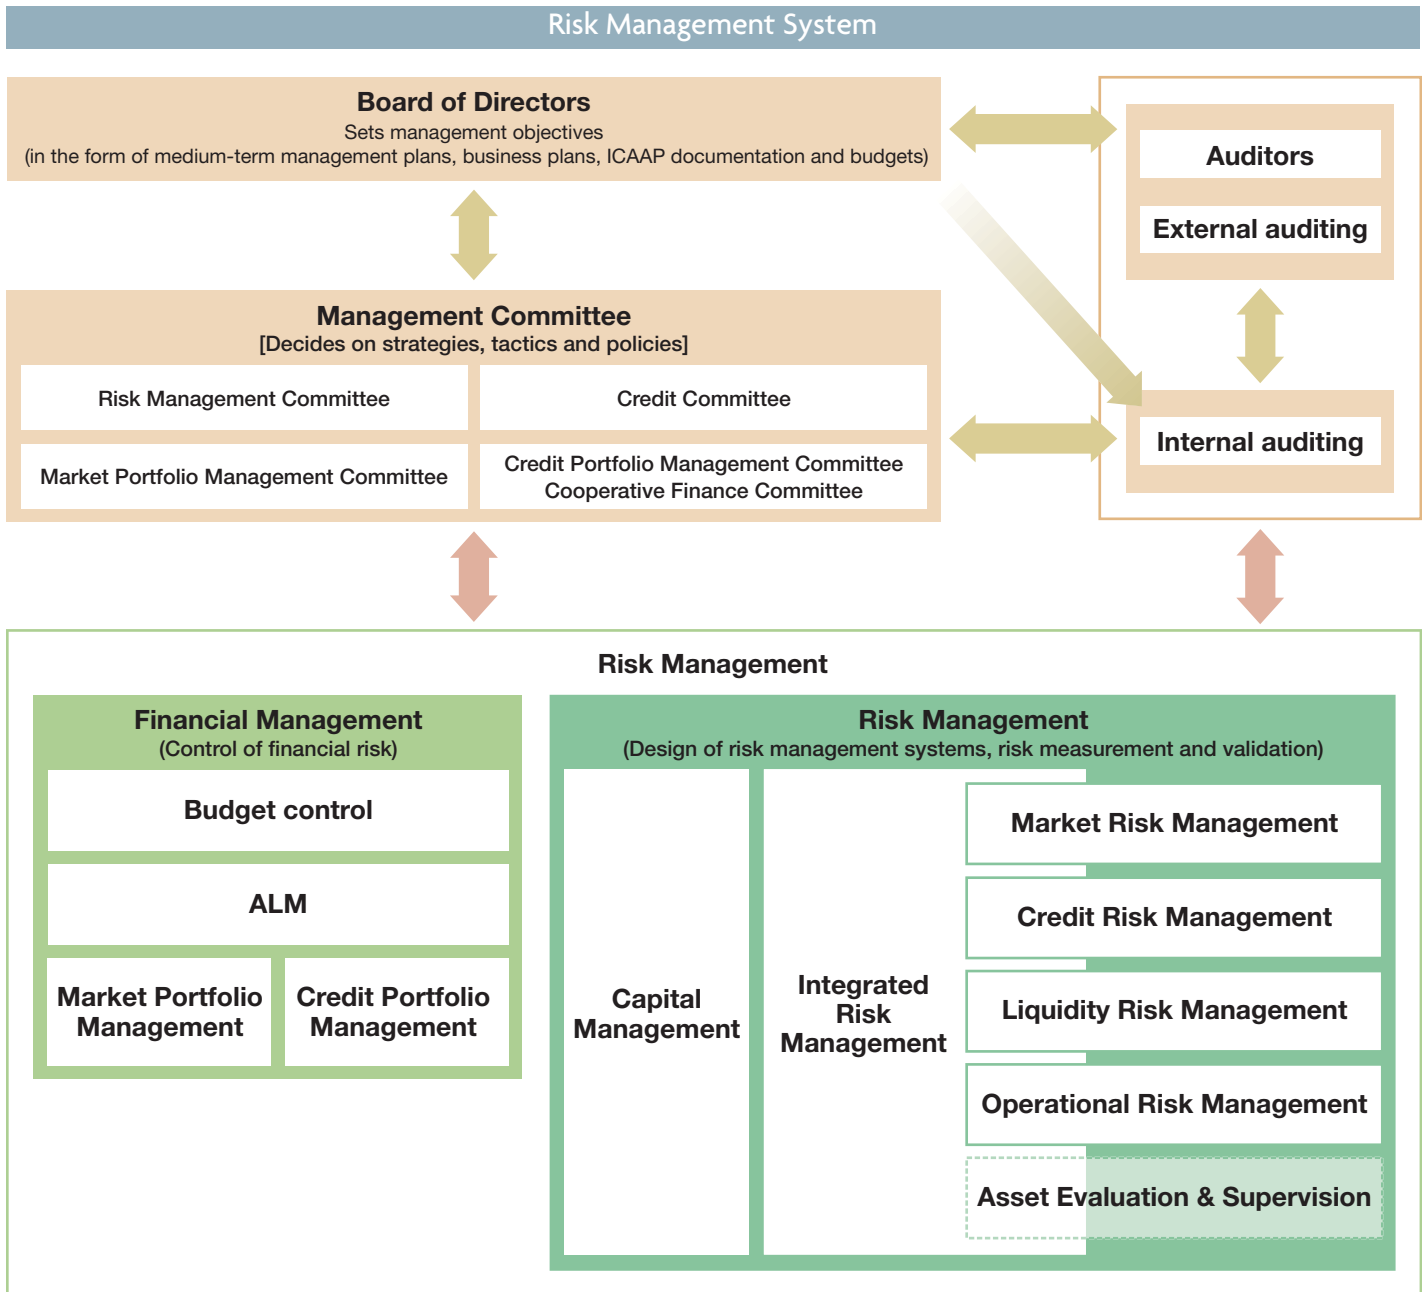 Risk Management System
Board of Directors
Sets management objectives
(in the form of medium-term management plans, business plans, ICAAP documentation and budgets)
Auditors
External auditing
Management Committee
[Decides on strategies, tactics and policies]
Risk Management Committee
Credit Committee
Market Portfolio Management Committee
Credit Portfolio Management Committee
Cooperative Finance Committee
Internal auditing
Risk Management
Financial Management
(Control of financial risk)
Budget control
ALM
Market Portfolio
Management
Credit Portfolio
Management
Risk Management
(Design of risk management systems, risk measurement and validation)
Capital
Management
Integrated
Risk
Management
Market Risk Management
Credit Risk Management
Liquidity Risk Management
Operational Risk Management
Asset Evaluation & Supervision